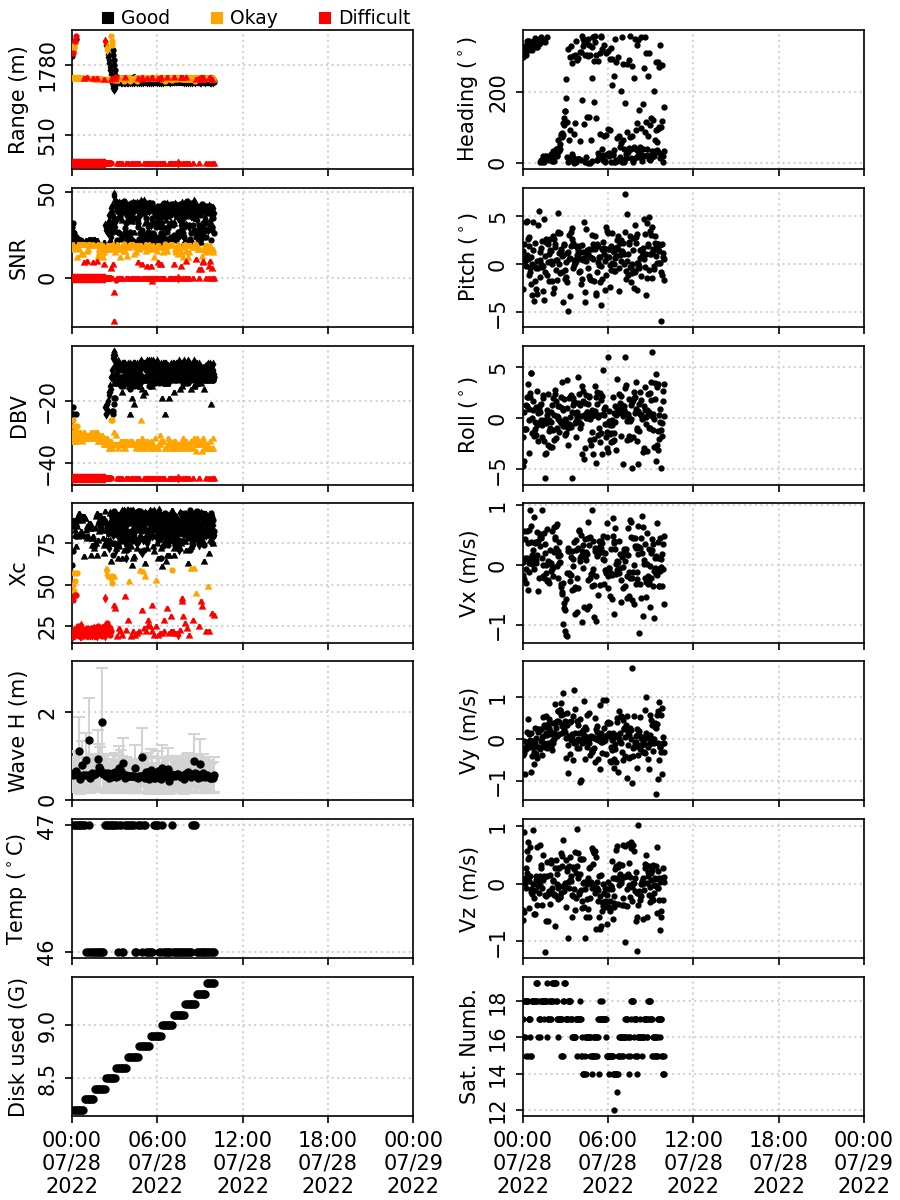 Good Okay Difficult
Range (m)
1780
510
Heading (°)
200
0
SNR
50
0
Pitch (°)
5
0
−5
DBV
−20
−40
Roll (°)
5
0
−5
Xc
75
50
25
Vx (m/s)
1
0
−1
Wave H (m)
2
0
Vy (m/s)
1
0
−1
Temp (°C)
47
46
Vz (m/s)
1
0
−1
Disk used (G)
9.0
8.5
Sat. Numb.
18
16
14
12
00:00 06:00 12:00 18:00 00:00
07/28 07/28 07/28 07/28 07/29
2022 2022 2022 2022 2022
00:00 06:00 12:00 18:00 00:00
07/28 07/28 07/28 07/28 07/29
2022 2022 2022 2022 2022